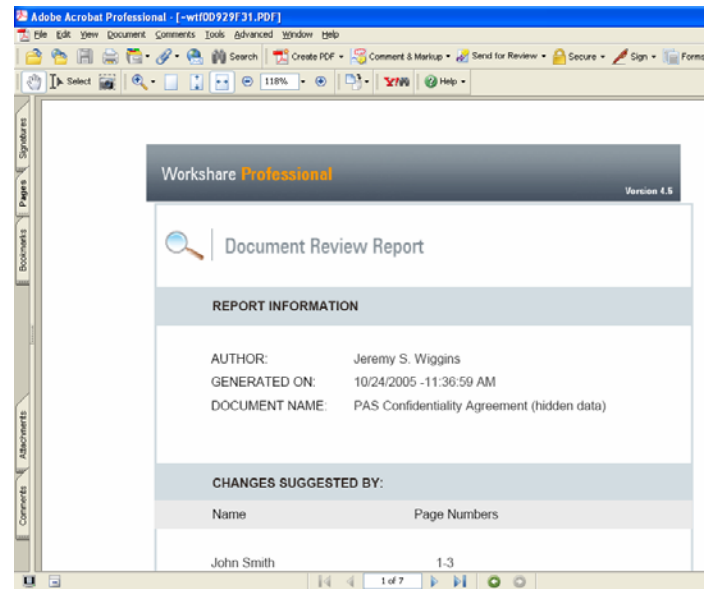 Adobe Acrobat Professional - [~wtf0D929F31.PDF]
File Edit View Document Comments Tools Advanced Window Help
Search Create PDF Comment & Markup Send for Review Secure Sign Forms
Select 118% Y! Help
Signatures
Pages
Bookmarks
Attachments
Comments
Workshare Professional
Version 4.5
Document Review Report
REPORT INFORMATION
AUTHOR: Jeremy S. Wiggins
GENERATED ON: 10/24/2005 -11:36:59 AM
DOCUMENT NAME: PAS Confidentiality Agreement (hidden data)
CHANGES SUGGESTED BY:
Name Page Numbers
John Smith 1-3
1 of 7